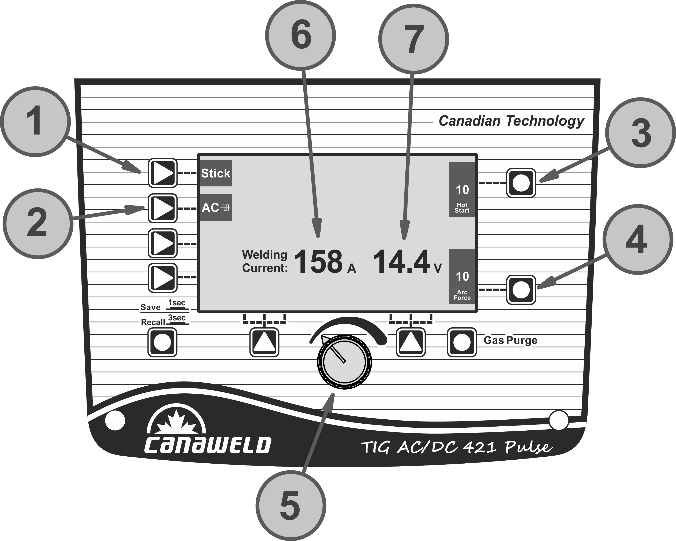 6
7
1
2
3
4
Canadian Technology
Stick
AC
10
Hot
Start
Welding
Current:
158 A
14.4 V
10
Arc
Force
Save 1sec
Recall 3sec
Gas Purge
CANAWELD
TIG AC/DC 421 Pulse
5